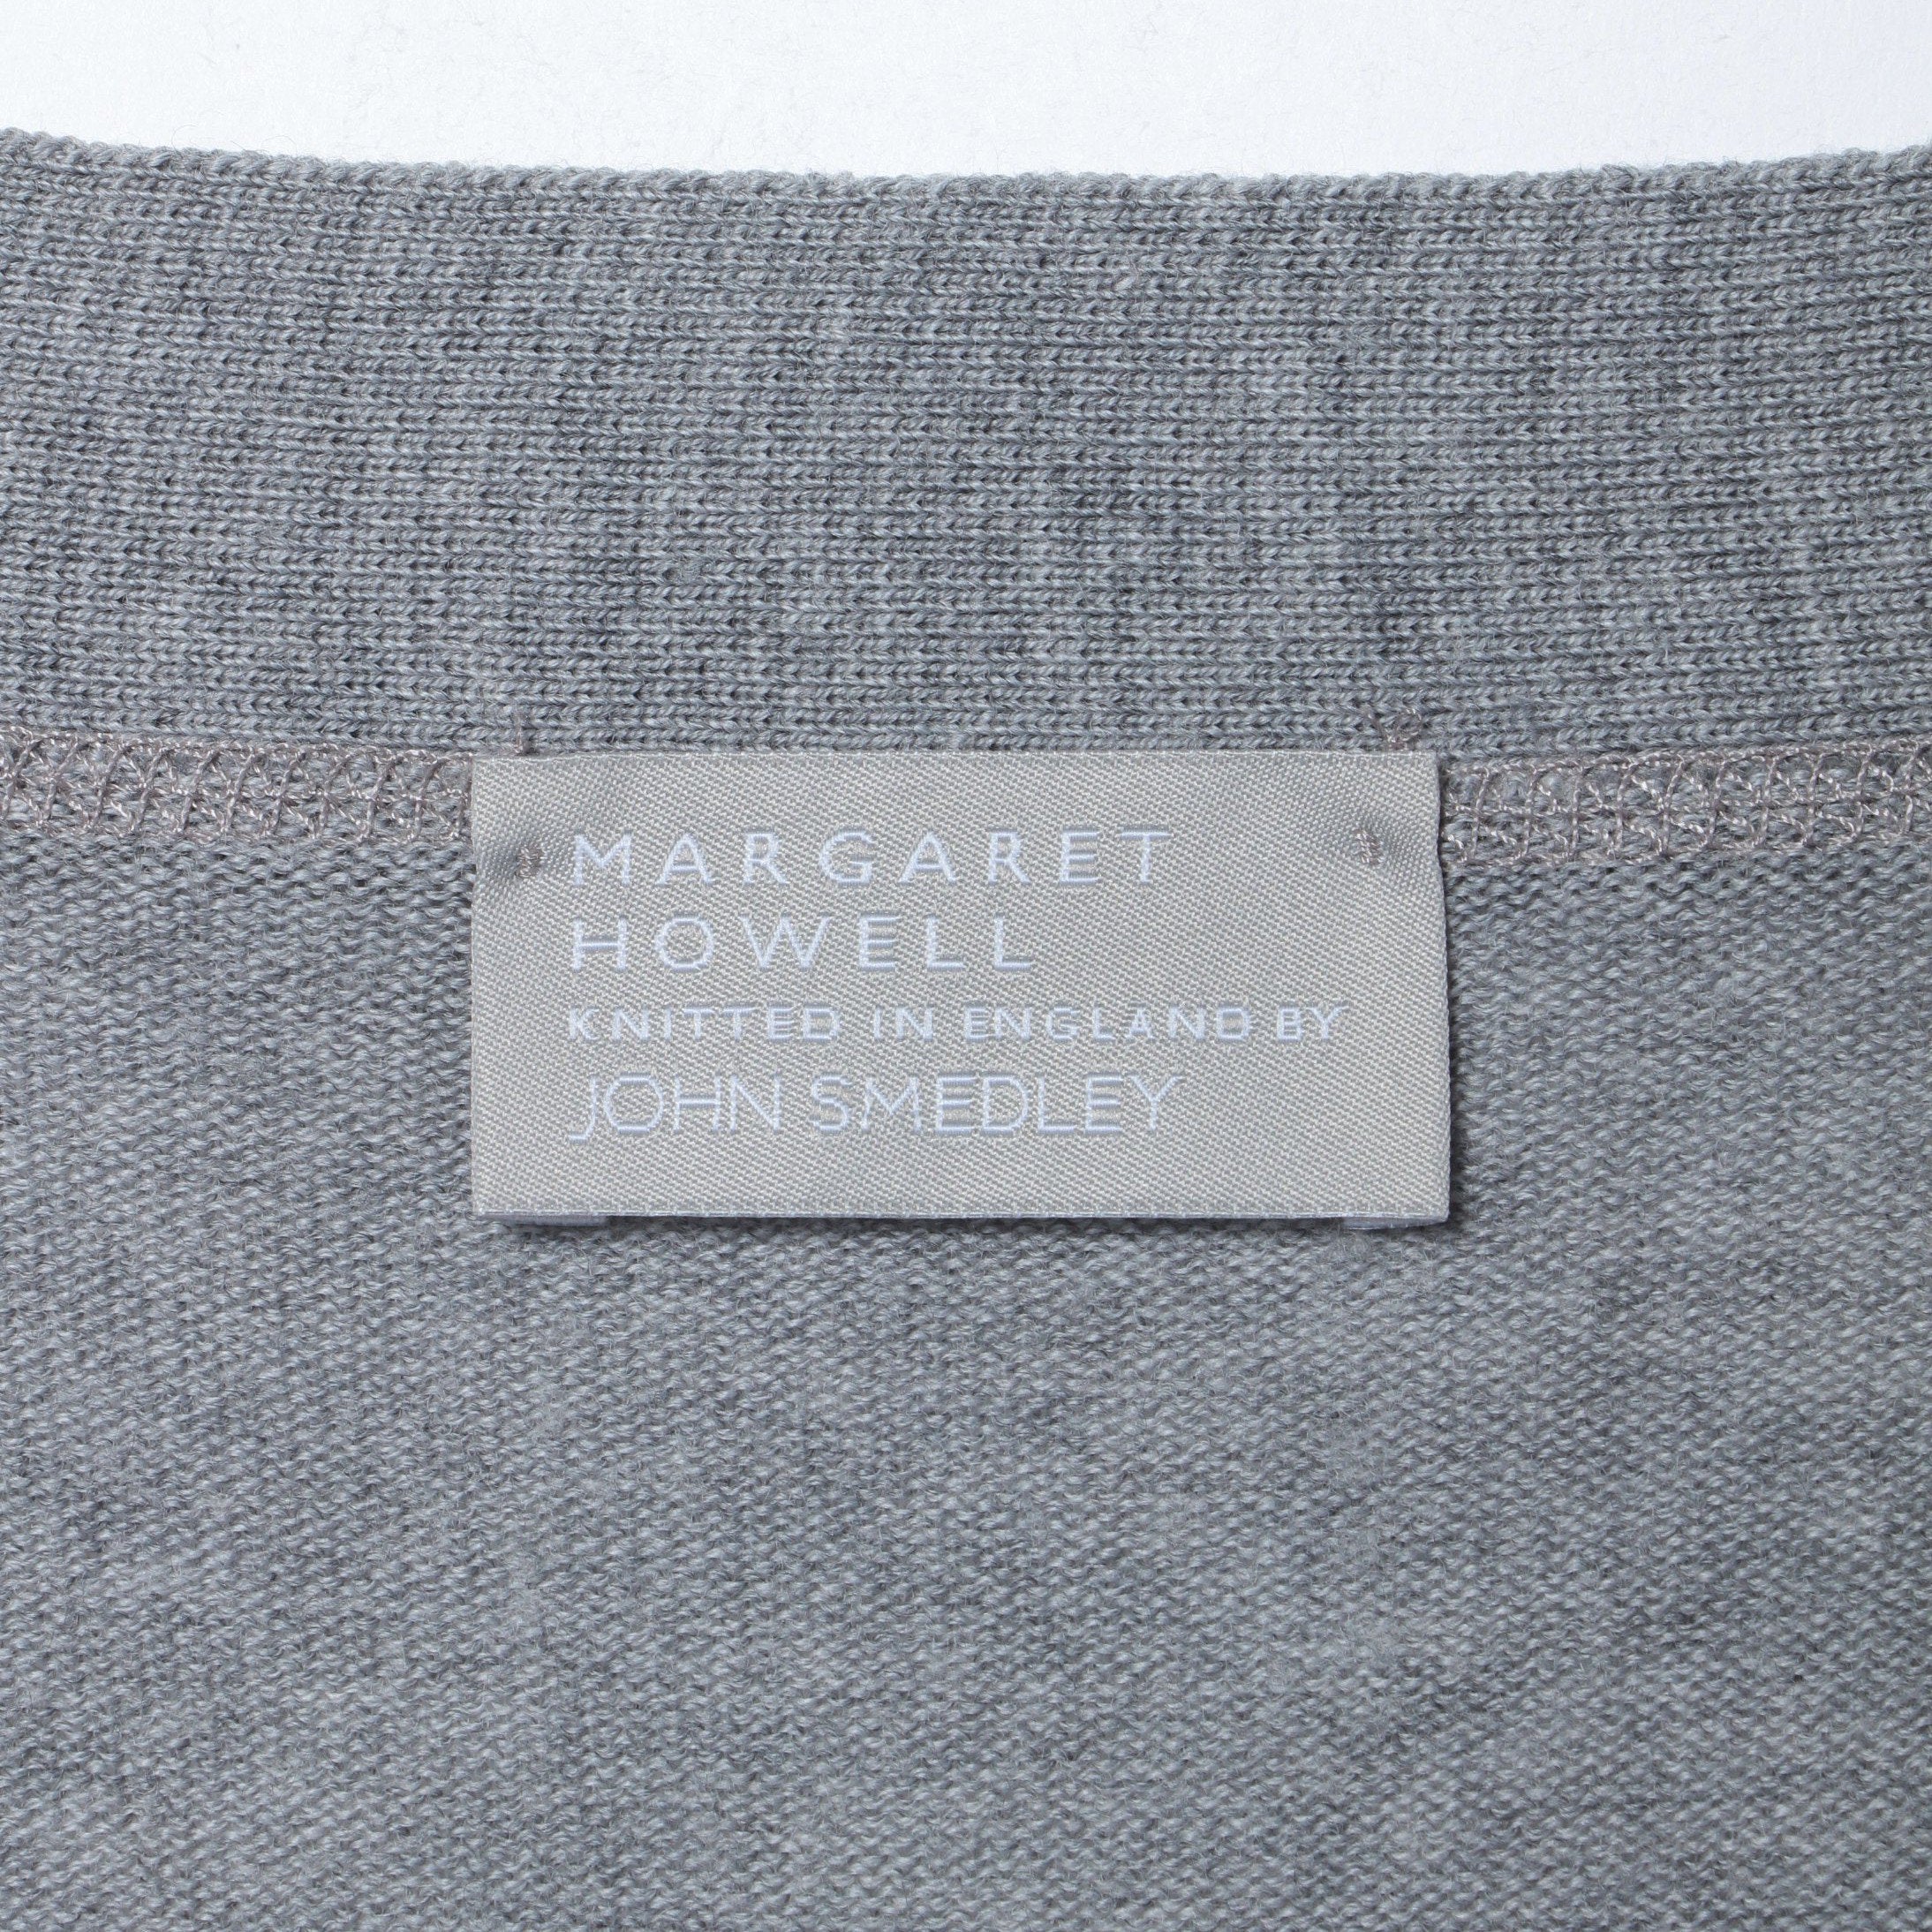 MARGARET
HOWELL
KNITTED IN ENGLAND BY
JOHN SMEDLEY